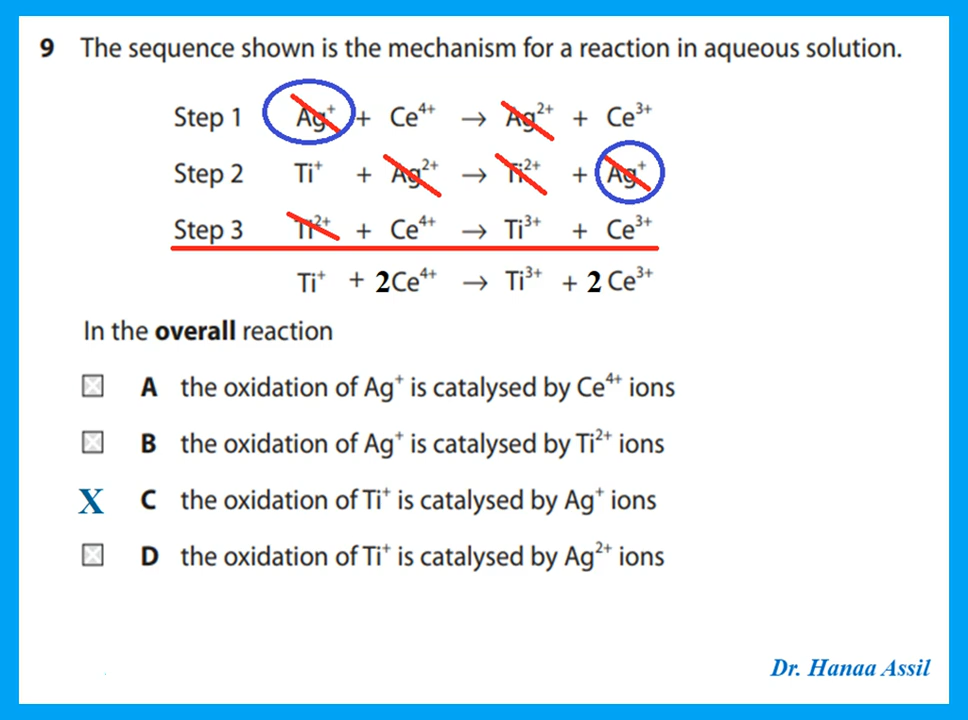 9 The sequence shown is the mechanism for a reaction in aqueous solution.
Step 1 Ag⁺ + Ce⁴⁺ → Ag²⁺ + Ce³⁺
Step 2 Ti⁺ + Ag²⁺ → Ti²⁺ + Ag⁺
Step 3 Ti²⁺ + Ce⁴⁺ → Ti³⁺ + Ce³⁺
Ti⁺ + 2Ce⁴⁺ → Ti³⁺ + 2 Ce³⁺
In the overall reaction
A the oxidation of Ag⁺ is catalysed by Ce⁴⁺ ions
B the oxidation of Ag⁺ is catalysed by Ti²⁺ ions
X C the oxidation of Ti⁺ is catalysed by Ag⁺ ions
D the oxidation of Ti⁺ is catalysed by Ag²⁺ ions
Dr. Hanaa Assil